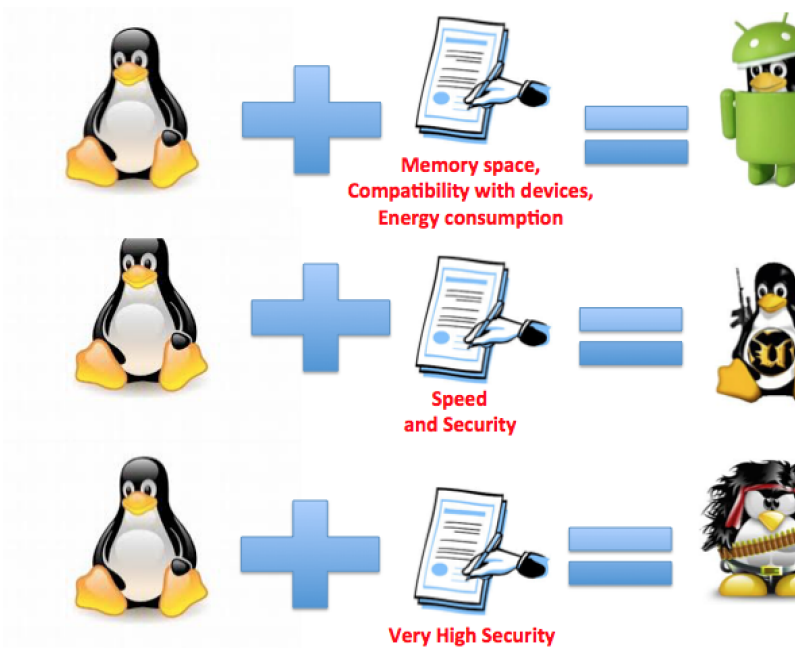 Memory space,
Compatibility with devices,
Energy consumption
Speed
and Security
Very High Security